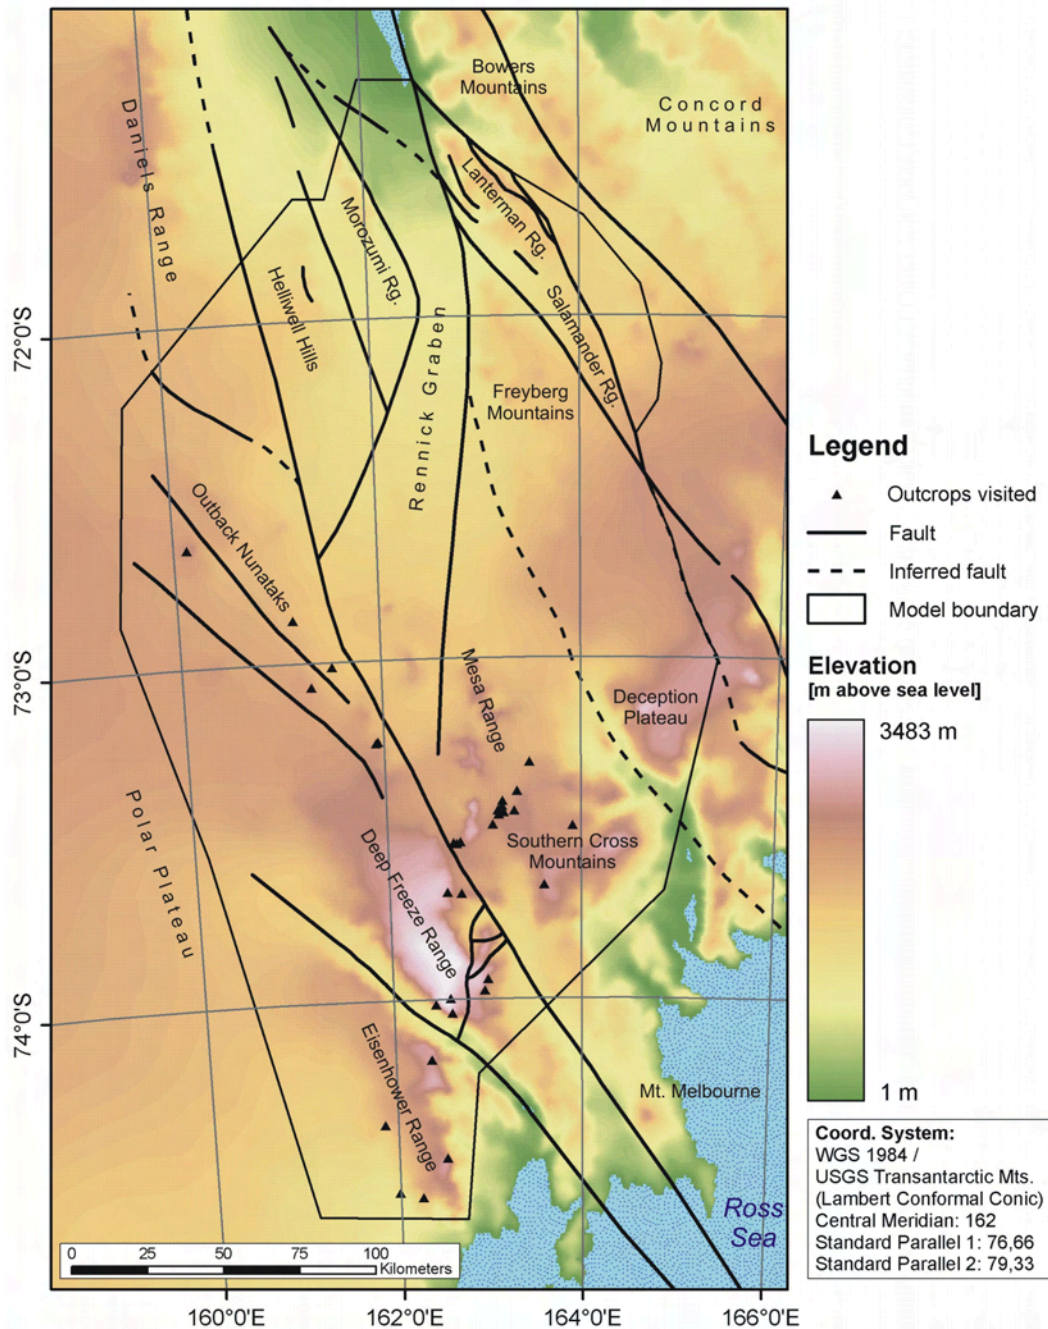 Bowers
Mountains
Concord
Mountains
Daniels Range
Lanterman Rg.
Morozumi Rg.
Helliwell Hills
Salamander Rg.
72°0'S
Rennick Graben
Freyberg
Mountains
Legend
Outcrops visited
Fault
Inferred fault
Model boundary
Outback Nunataks
73°0'S
Mesa Range
Deception
Plateau
Elevation
[m above sea level]
3483 m
1 m
Polar Plateau
Deep Freeze Range
Southern Cross
Mountains
74°0'S
Eisenhower Range
Mt. Melbourne
Ross
Sea
Coord. System:
WGS 1984 /
USGS Transantarctic Mts.
(Lambert Conformal Conic)
Central Meridian: 162
Standard Parallel 1: 76,66
Standard Parallel 2: 79,33
0 25 50 75 100
Kilometers
160°0'E 162°0'E 164°0'E 166°0'E